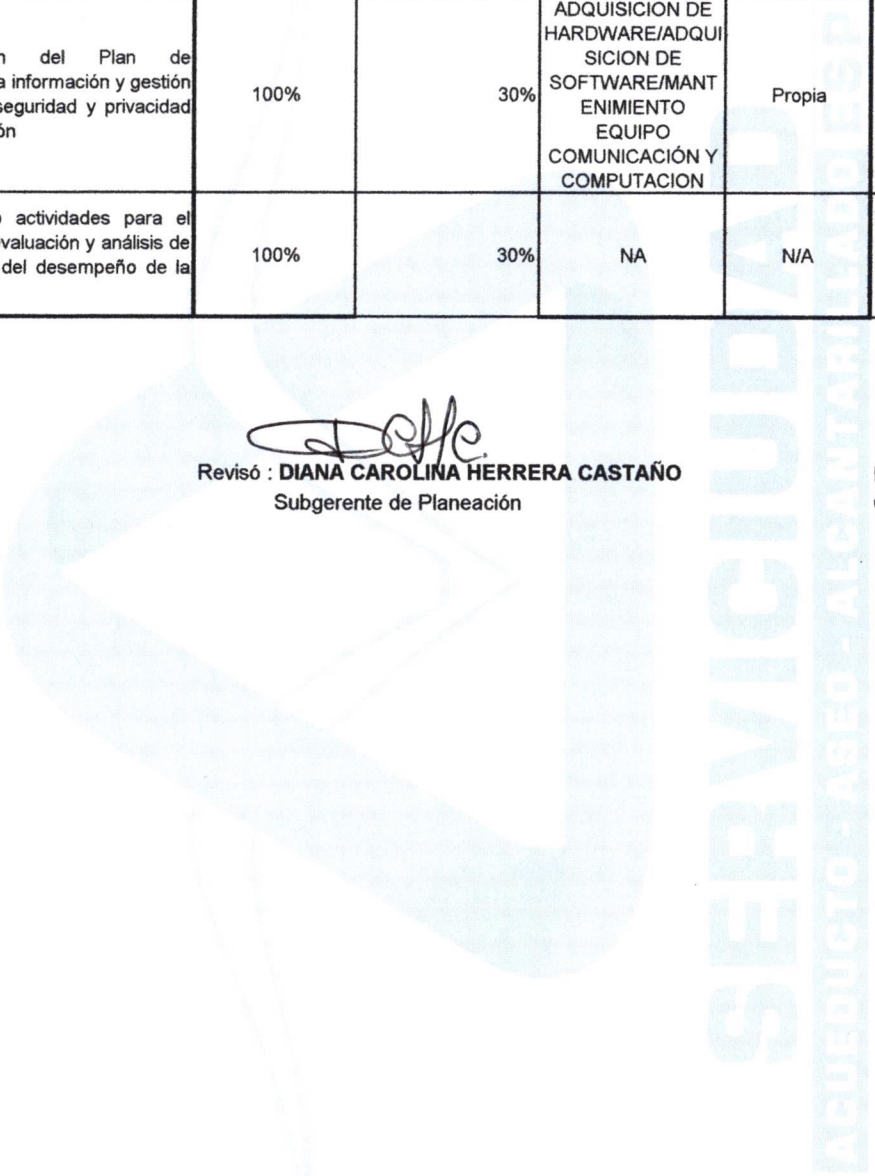 ADQUISICION DE
HARDWARE/ADQUI
SICION DE
SOFTWARE/MANT
ENIMIENTO
EQUIPO
COMUNICACIÓN Y
COMPUTACION
del Plan de
a información y gestión
seguridad y privacidad
100%
30%
Propia
actividades para el
valuación y análisis de
del desempeño de la
100%
30%
NA
N/A
Revisó : DIANA CAROLINA HERRERA CASTAÑO
Subgerente de Planeación
SERVICIUDAD
ACUEDUCTO - ASEO - ALCANTARILLADO ESP